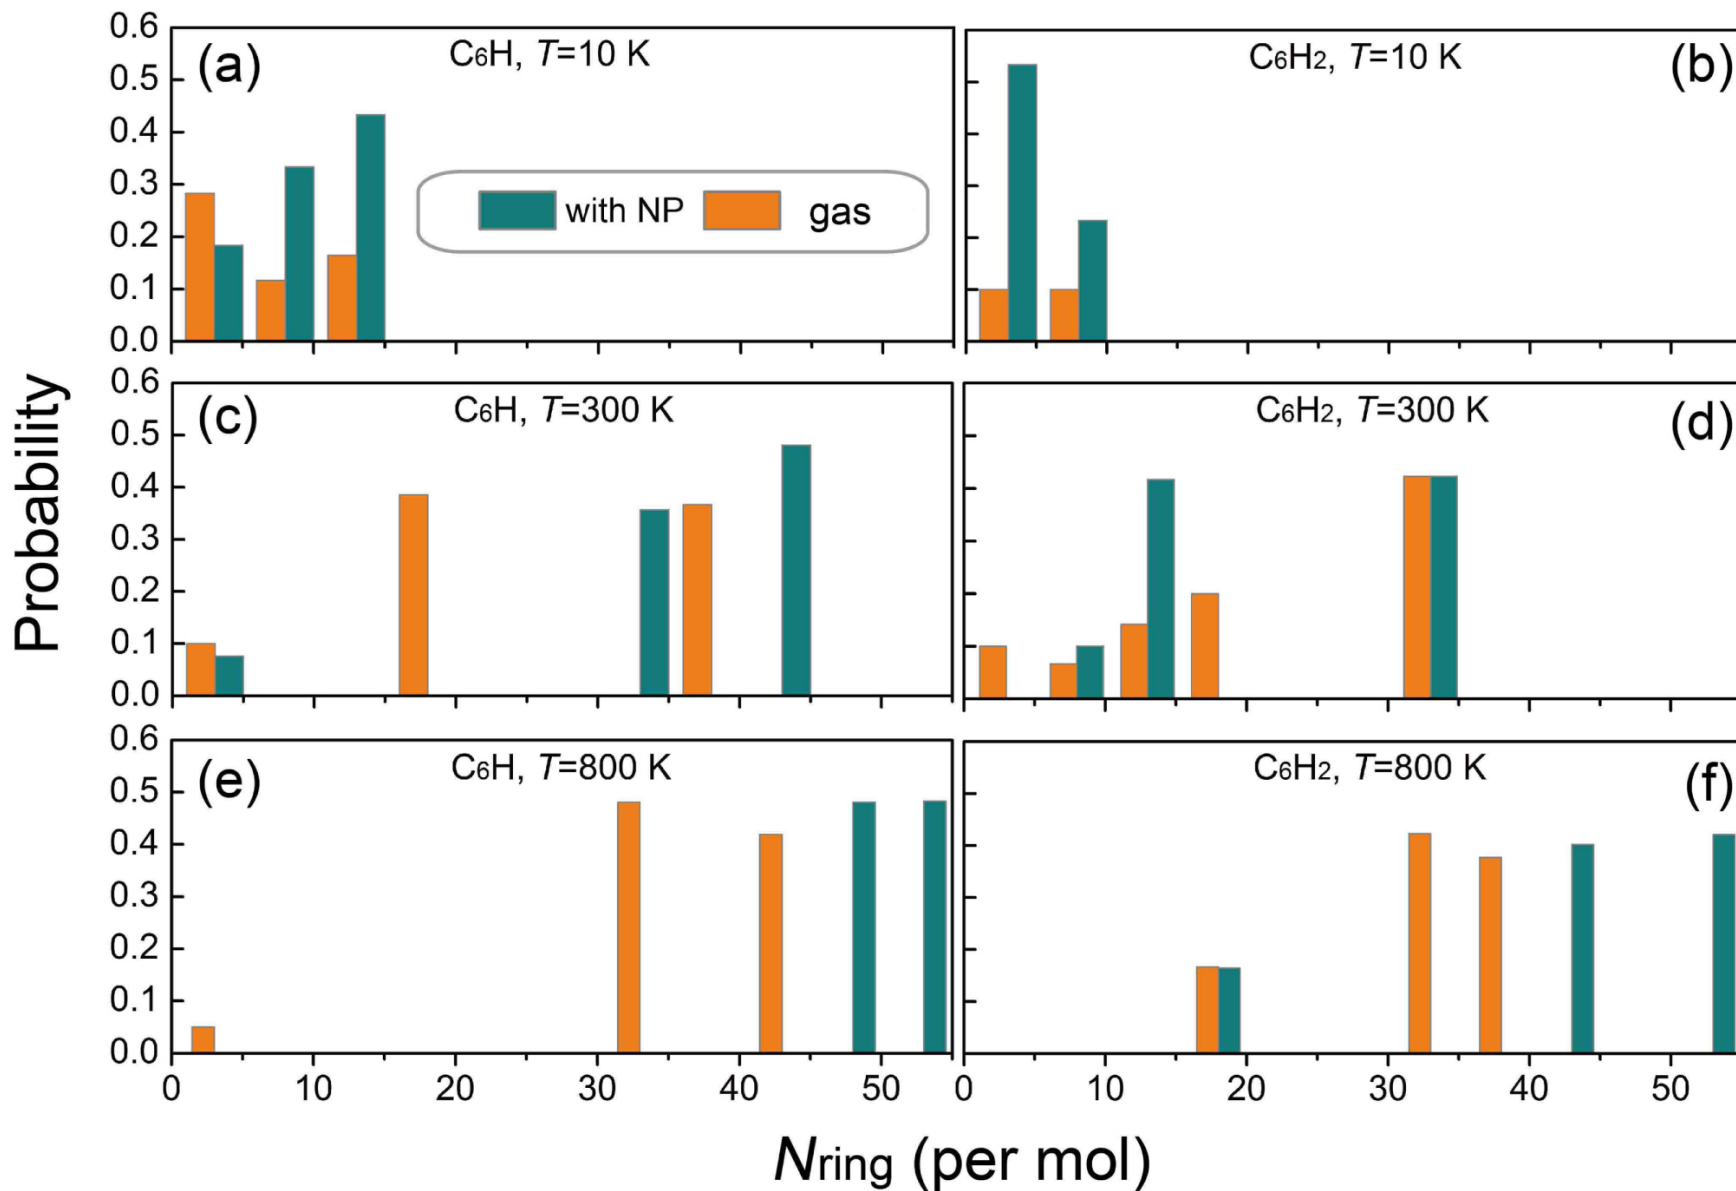 (a)
C₆H, T=10 K
with NP
gas
0.6
0.5
0.4
0.3
0.2
0.1
0.0
(b)
C₆H₂, T=10 K
(c)
C₆H, T=300 K
0.6
0.5
0.4
0.3
0.2
0.1
0.0
(d)
C₆H₂, T=300 K
(e)
C₆H, T=800 K
0.6
0.5
0.4
0.3
0.2
0.1
0.0
0 10 20 30 40 50
(f)
C₆H₂, T=800 K
0 10 20 30 40 50
Probability
Nring (per mol)